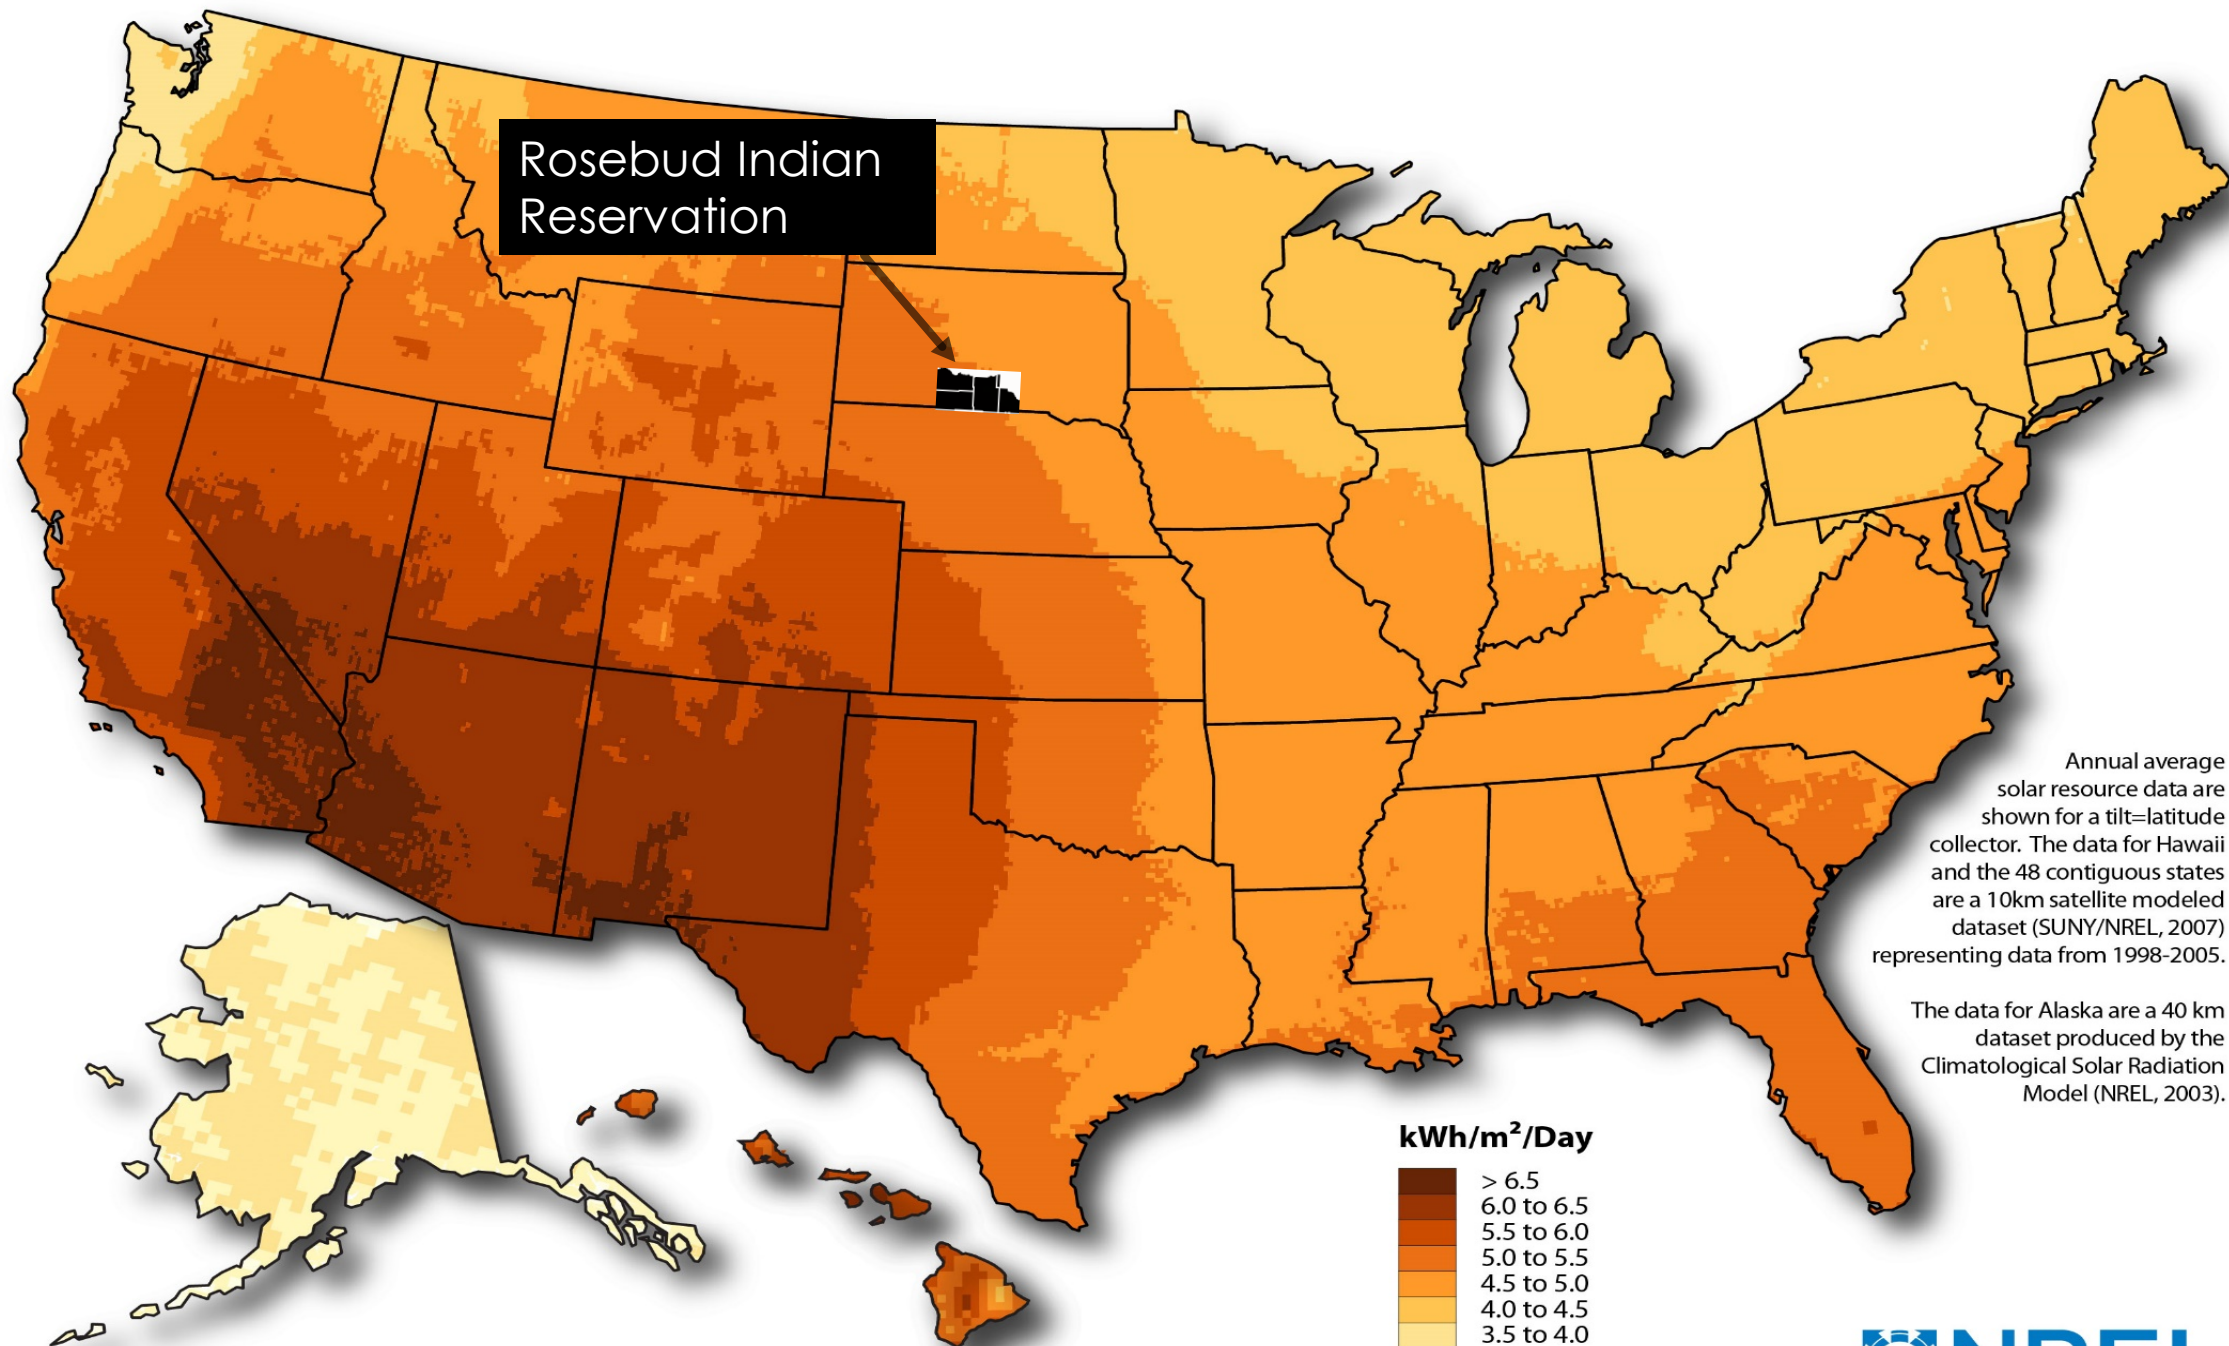 Rosebud Indian
Reservation
Annual average
solar resource data are
shown for a tilt=latitude
collector. The data for Hawaii
and the 48 contiguous states
are a 10km satellite modeled
dataset (SUNY/NREL, 2007)
representing data from 1998-2005.
The data for Alaska are a 40 km
dataset produced by the
Climatological Solar Radiation
Model (NREL, 2003).
kWh/m²/Day
> 6.5
6.0 to 6.5
5.5 to 6.0
5.0 to 5.5
4.5 to 5.0
4.0 to 4.5
3.5 to 4.0